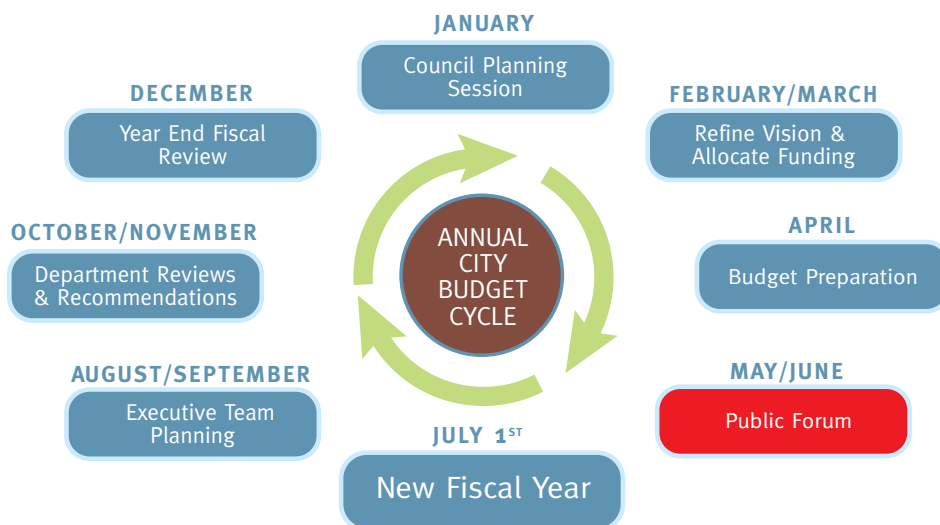 JANUARY
Council Planning
Session
FEBRUARY/MARCH
Refine Vision &
Allocate Funding
APRIL
Budget Preparation
MAY/JUNE
Public Forum
JULY 1ST
New Fiscal Year
AUGUST/SEPTEMBER
Executive Team
Planning
OCTOBER/NOVEMBER
Department Reviews
& Recommendations
DECEMBER
Year End Fiscal
Review
ANNUAL
CITY
BUDGET
CYCLE